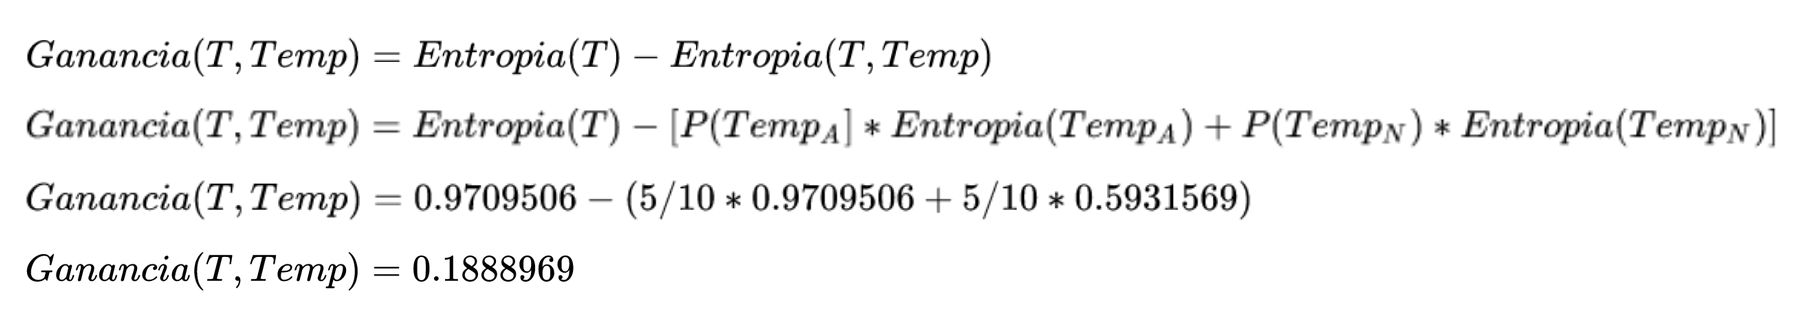 Ganancia(T, Temp) = Entropia(T) − Entropia(T, Temp)
Ganancia(T, Temp) = Entropia(T) − [P(Temp_A] ∗ Entropia(Temp_A) + P(Temp_N) ∗ Entropia(Temp_N)]
Ganancia(T, Temp) = 0.9709506 − (5/10 ∗ 0.9709506 + 5/10 ∗ 0.5931569)
Ganancia(T, Temp) = 0.1888969